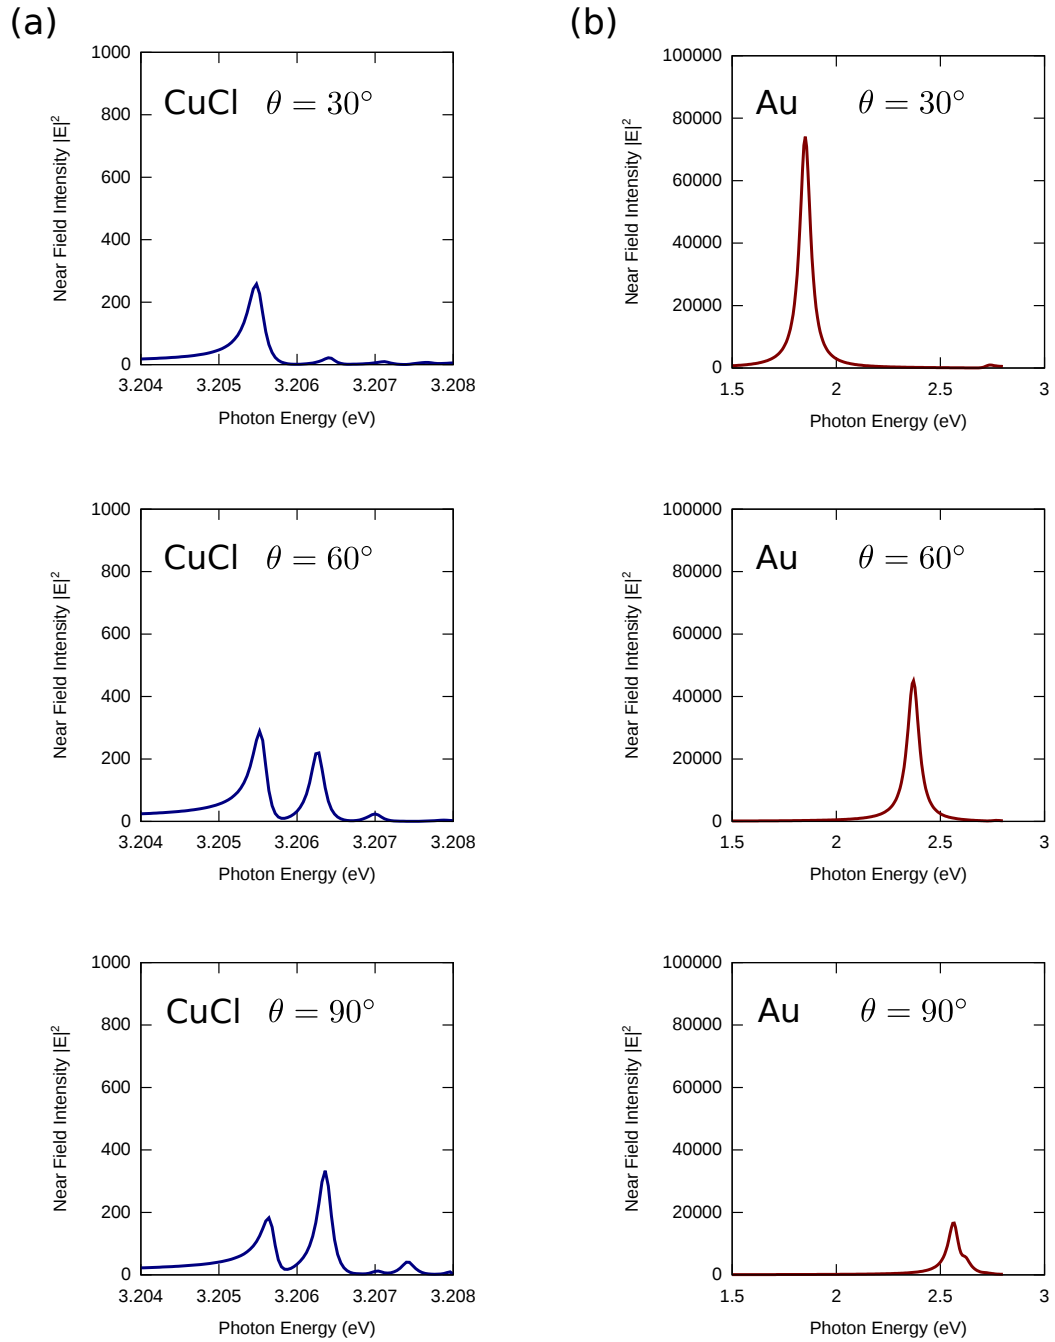 (a)
(b)
1000
800
600
400
200
0
Near Field Intensity |E|²
CuCl θ = 30°
3.204 3.205 3.206 3.207 3.208
Photon Energy (eV)
100000
80000
60000
40000
20000
0
Near Field Intensity |E|²
Au θ = 30°
1.5 2 2.5 3
Photon Energy (eV)
1000
800
600
400
200
0
Near Field Intensity |E|²
CuCl θ = 60°
3.204 3.205 3.206 3.207 3.208
Photon Energy (eV)
100000
80000
60000
40000
20000
0
Near Field Intensity |E|²
Au θ = 60°
1.5 2 2.5 3
Photon Energy (eV)
1000
800
600
400
200
0
Near Field Intensity |E|²
CuCl θ = 90°
3.204 3.205 3.206 3.207 3.208
Photon Energy (eV)
100000
80000
60000
40000
20000
0
Near Field Intensity |E|²
Au θ = 90°
1.5 2 2.5 3
Photon Energy (eV)